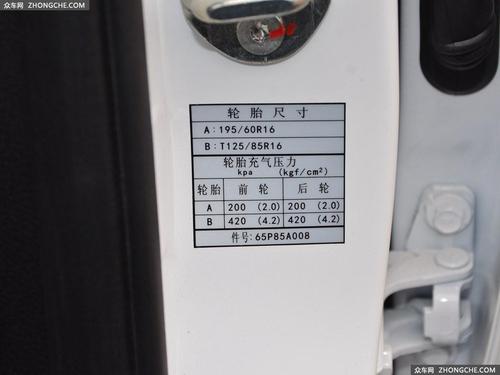 众车网 ZHONGCHE.COM
轮胎尺寸
A:195/60R16
B:T125/85R16
轮胎充气压力
kpa (kgf/cm²)
轮胎 前轮 后轮
A 200 (2.0) 200 (2.0)
B 420 (4.2) 420 (4.2)
件号:65P85A008
众车网 ZHONGCHE.COM